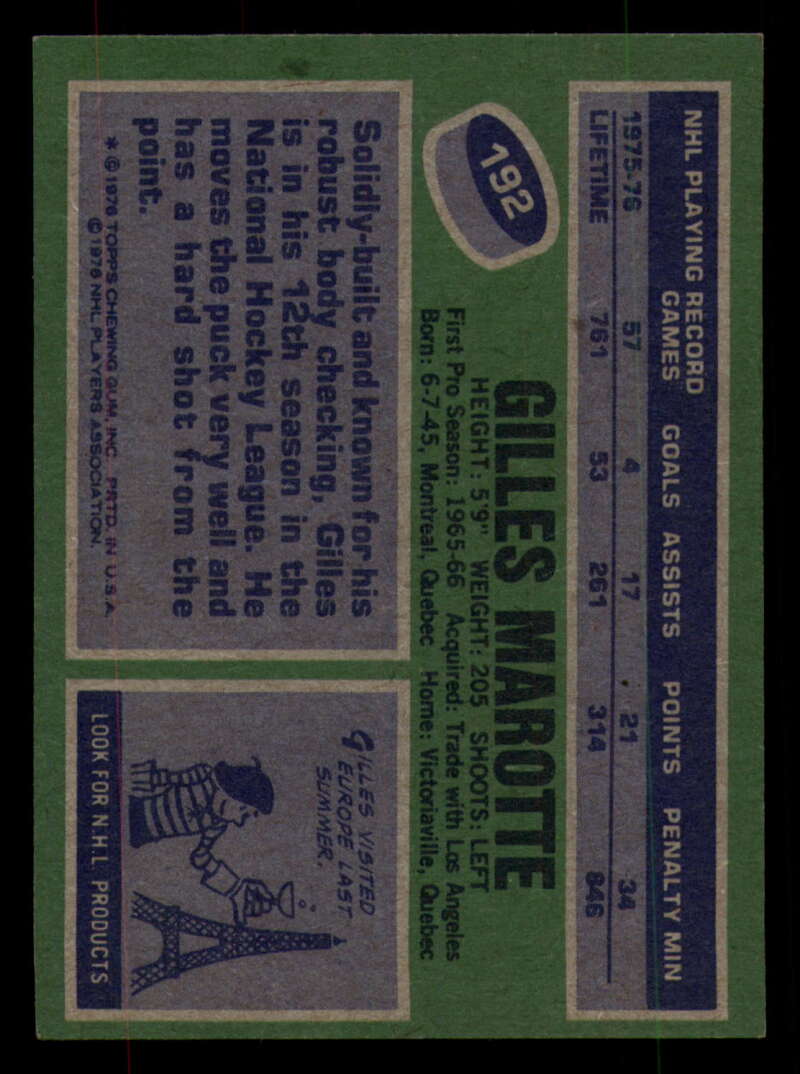 NHL PLAYING RECORD
GAMES GOALS ASSISTS POINTS PENALTY MIN
1975-76 57 4 17 21 34
LIFETIME 761 53 261 314 846
192
GILLES MAROTTE
HEIGHT: 5'9" WEIGHT: 205 SHOOTS: LEFT
First Pro Season: 1965-66 Acquired: Trade with Los Angeles
Born: 6-7-45, Montreal, Quebec Home: Victoriaville, Quebec
Solidly-built and known for his
robust body checking, Gilles
is in his 12th season in the
National Hockey League. He
moves the puck very well and
has a hard shot from the
point.
* © 1976 TOPPS CHEWING GUM, INC. PRTD. IN U.S.A.
© 1976 NHL PLAYERS ASSOCIATION.
GILLES VISITED
EUROPE LAST
SUMMER.
LOOK FOR N.H.L. PRODUCTS